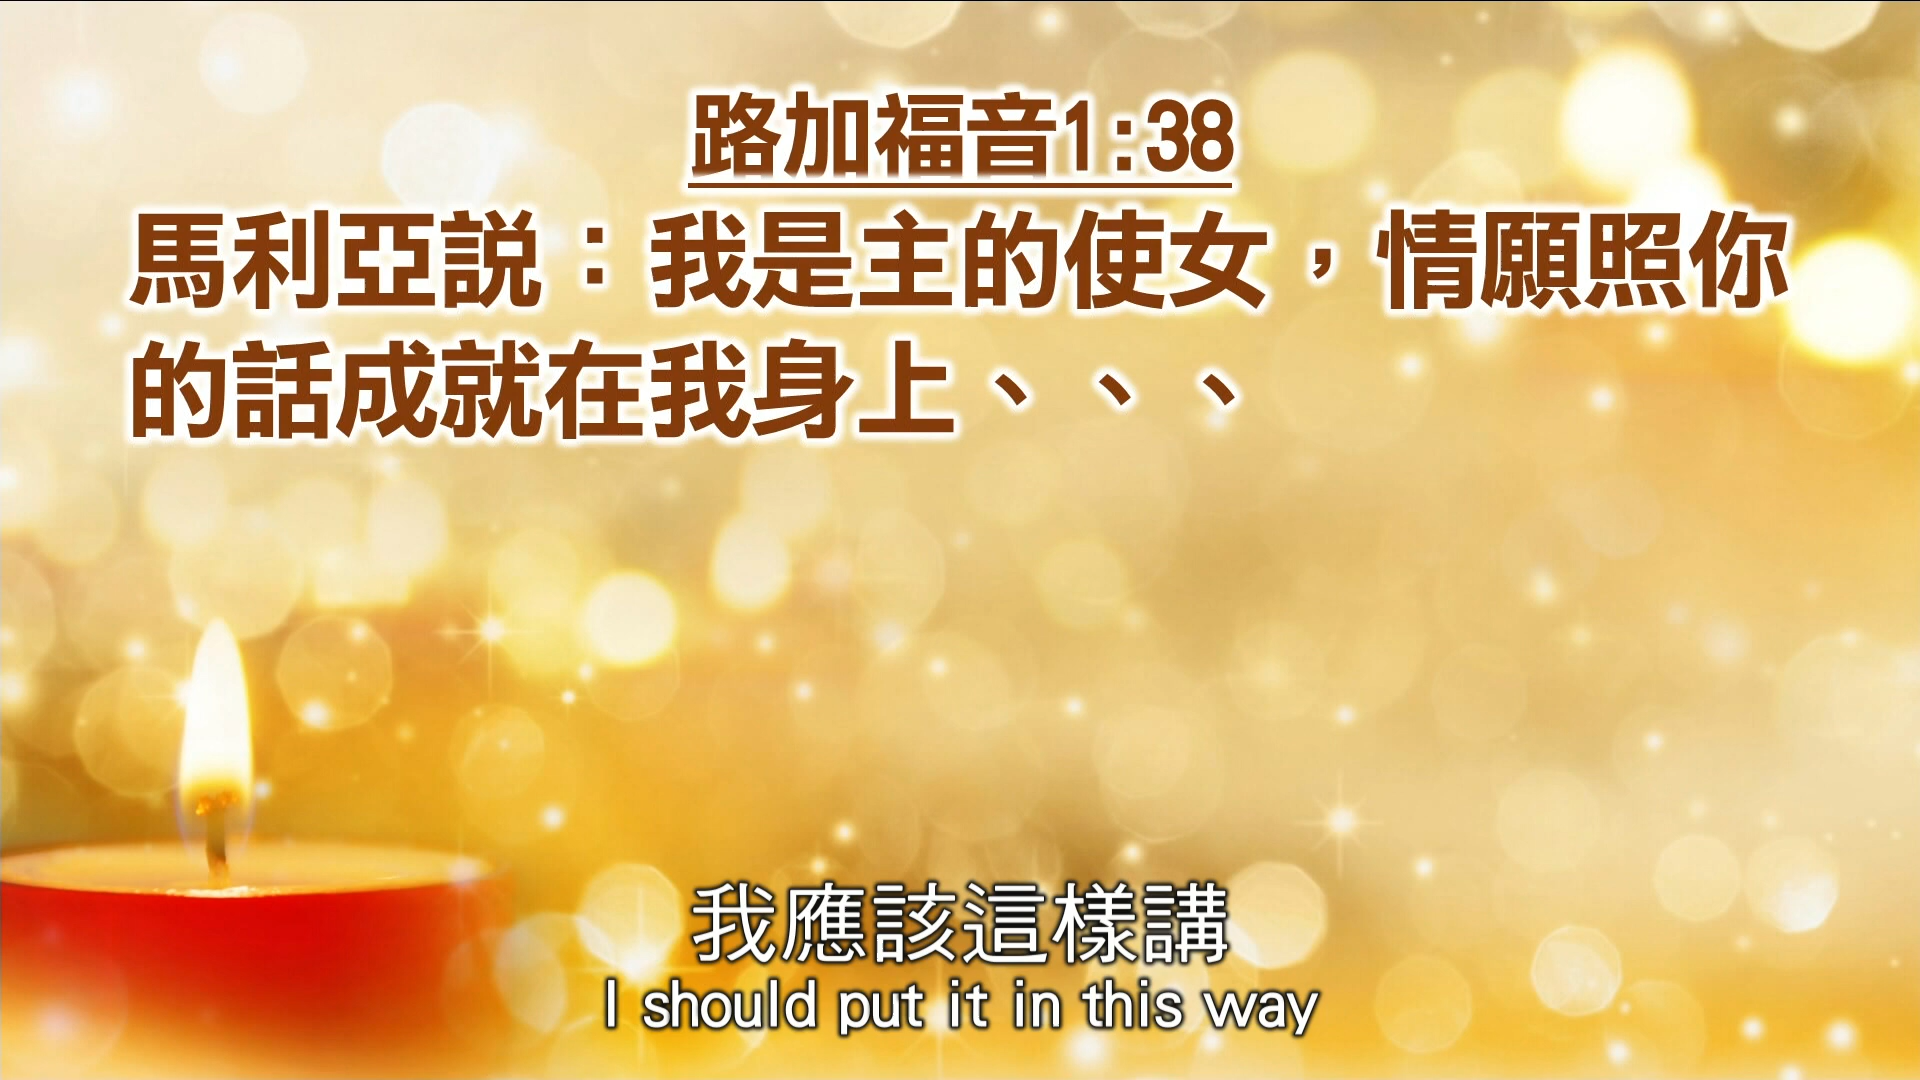 路加福音1:38
馬利亞説：我是主的使女，情願照你
的話成就在我身上、、、
我應該這樣講
I should put it in this way